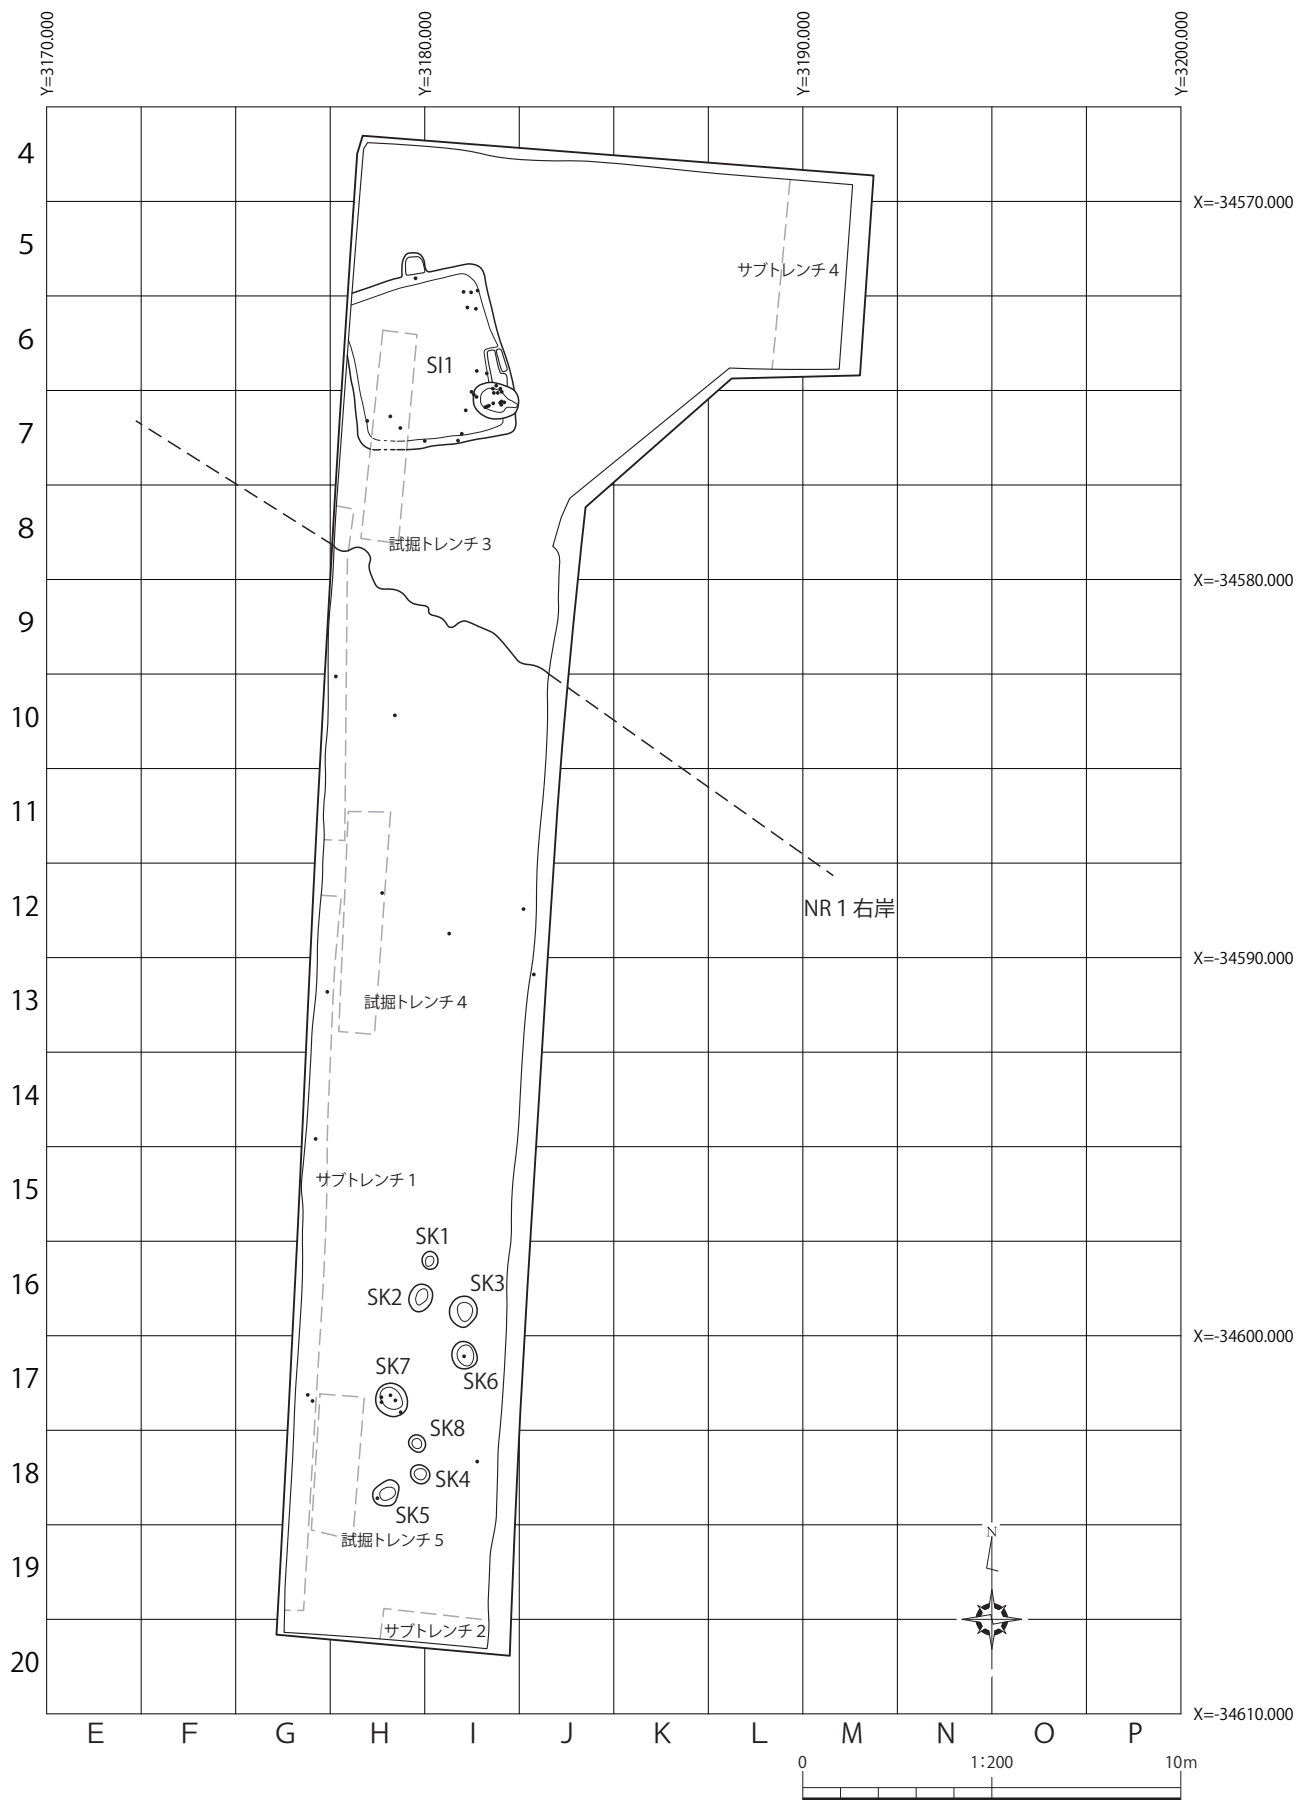 Y=3170.000
Y=3180.000
Y=3190.000
Y=3200.000
4
X=-34570.000
5
サブトレンチ 4
6
SI1
7
8
試掘トレンチ 3
X=-34580.000
9
10
11
12
NR 1 右岸
X=-34590.000
13
試掘トレンチ 4
14
15
サブトレンチ 1
SK1
16
SK3
SK2
X=-34600.000
17
SK7
SK6
SK8
18
SK4
SK5
試掘トレンチ 5
N
19
サブトレンチ 2
20
X=-34610.000
E F G H I J K L M N O P
0 1:200 10m